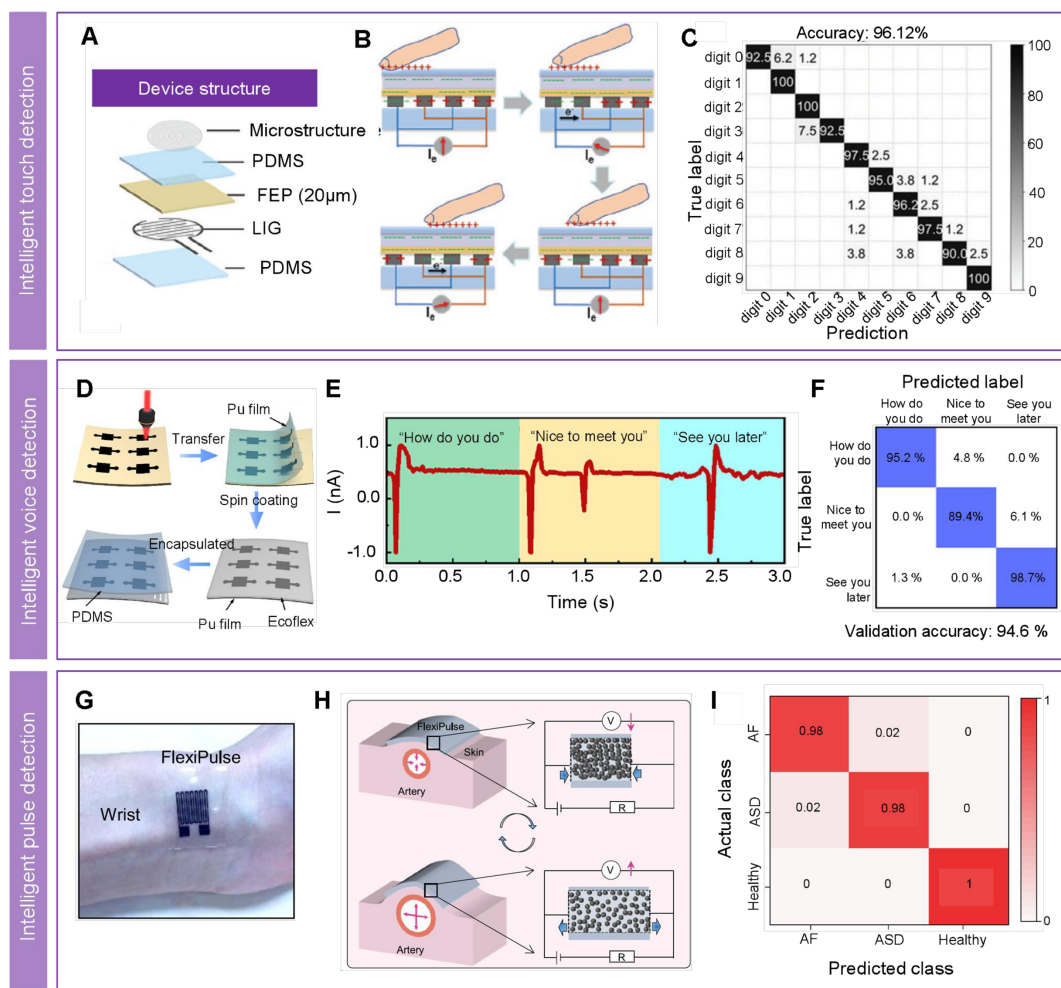 Intelligent touch detection
A
Device structure
Microstructure
PDMS
FEP (20μm)
LIG
PDMS
B
e
Iₑ
Iₑ
e
Iₑ
Iₑ
C
Accuracy: 96.12%
True label
digit 0 92.5 6.2 1.2
digit 1 100
digit 2 100
digit 3 7.5 92.5
digit 4 97.5 2.5
digit 5 95.0 3.8 1.2
digit 6 1.2 96.2 2.5
digit 7 1.2 97.5 1.2
digit 8 3.8 3.8 90.0 2.5
digit 9 100
digit 0 digit 1 digit 2 digit 3 digit 4 digit 5 digit 6 digit 7 digit 8 digit 9
Prediction
100
80
60
40
20
0
Intelligent voice detection
D
Pu film
Transfer
Spin coating
Encapsulated
PDMS
Pu film
Ecoflex
E
"How do you do" "Nice to meet you" "See you later"
I (nA)
1.0
0.0
-1.0
0.0 0.5 1.0 1.5 2.0 2.5 3.0
Time (s)
F
Predicted label
How do you do
Nice to meet you
See you later
True label
How do
you do
95.2 % 4.8 % 0.0 %
Nice to
meet you
0.0 % 89.4% 6.1 %
See you
later
1.3 % 0.0 % 98.7%
Validation accuracy: 94.6 %
Intelligent pulse detection
G
FlexiPulse
Wrist
H
FlexiPulse
Skin
Artery
V
R
Artery
V
R
I
Actual class
AF 0.98 0.02 0
ASD 0.02 0.98 0
Healthy 0 0 1
AF ASD Healthy
Predicted class
1
0